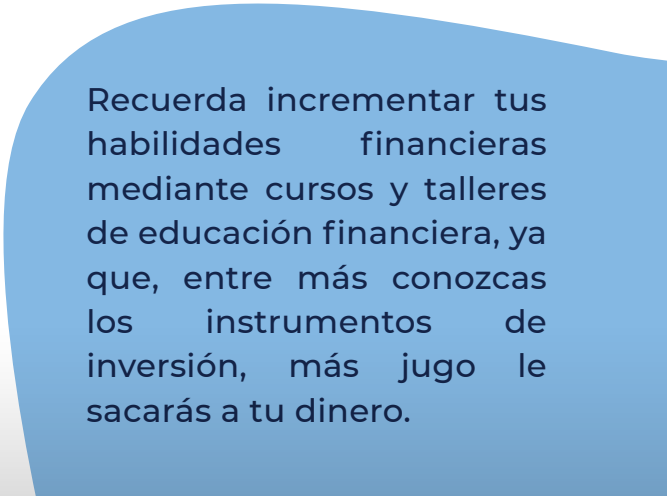 Recuerda incrementar tus
habilidades financieras
mediante cursos y talleres
de educación financiera, ya
que, entre más conozcas
los instrumentos de
inversión, más jugo le
sacarás a tu dinero.